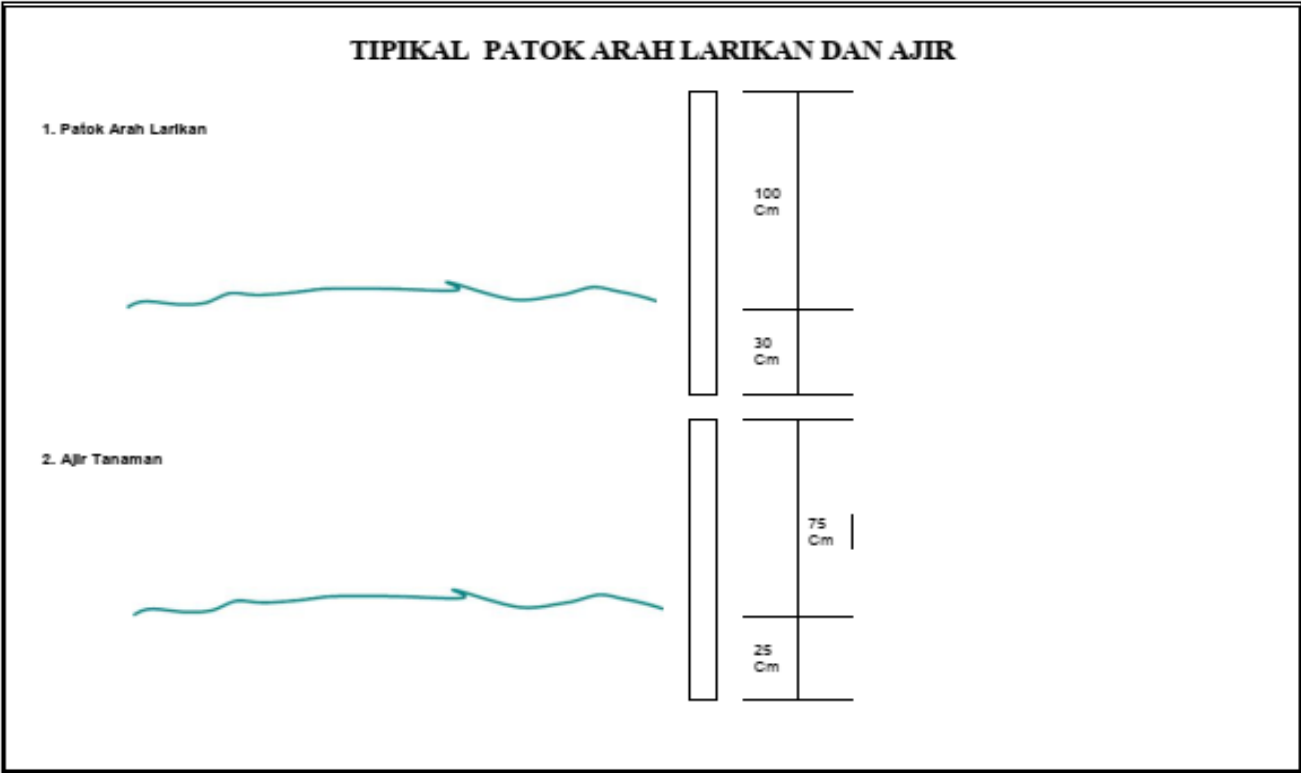 TIPIKAL PATOK ARAH LARIKAN DAN AJIR
1. Patok Arah Larikan
100
Cm
30
Cm
2. Ajir Tanaman
75
Cm
25
Cm